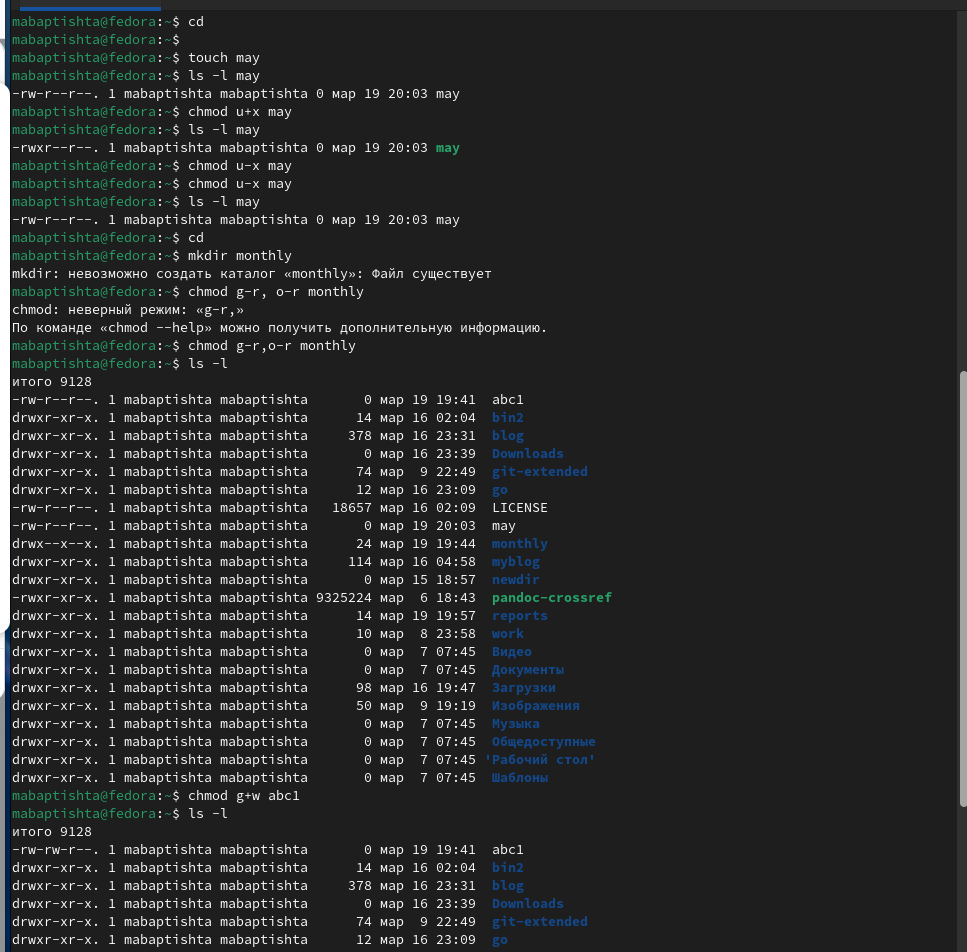 mabaptishta@fedora:~$ cd
mabaptishta@fedora:~$
mabaptishta@fedora:~$ touch may
mabaptishta@fedora:~$ ls -l may
-rw-r--r--. 1 mabaptishta mabaptishta 0 мар 19 20:03 may
mabaptishta@fedora:~$ chmod u+x may
mabaptishta@fedora:~$ ls -l may
-rwxr--r--. 1 mabaptishta mabaptishta 0 мар 19 20:03 may
mabaptishta@fedora:~$ chmod u-x may
mabaptishta@fedora:~$ chmod u-x may
mabaptishta@fedora:~$ ls -l may
-rw-r--r--. 1 mabaptishta mabaptishta 0 мар 19 20:03 may
mabaptishta@fedora:~$ cd
mabaptishta@fedora:~$ mkdir monthly
mkdir: невозможно создать каталог «monthly»: Файл существует
mabaptishta@fedora:~$ chmod g-r, o-r monthly
chmod: неверный режим: «g-r,»
По команде «chmod --help» можно получить дополнительную информацию.
mabaptishta@fedora:~$ chmod g-r,o-r monthly
mabaptishta@fedora:~$ ls -l
итого 9128
-rw-r--r--. 1 mabaptishta mabaptishta       0 мар 19 19:41  abc1
drwxr-xr-x. 1 mabaptishta mabaptishta      14 мар 16 02:04  bin2
drwxr-xr-x. 1 mabaptishta mabaptishta     378 мар 16 23:31  blog
drwxr-xr-x. 1 mabaptishta mabaptishta       0 мар 16 23:39  Downloads
drwxr-xr-x. 1 mabaptishta mabaptishta      74 мар  9 22:49  git-extended
drwxr-xr-x. 1 mabaptishta mabaptishta      12 мар 16 23:09  go
-rw-r--r--. 1 mabaptishta mabaptishta   18657 мар 16 02:09  LICENSE
-rw-r--r--. 1 mabaptishta mabaptishta       0 мар 19 20:03  may
drwx--x--x. 1 mabaptishta mabaptishta      24 мар 19 19:44  monthly
drwxr-xr-x. 1 mabaptishta mabaptishta     114 мар 16 04:58  myblog
drwxr-xr-x. 1 mabaptishta mabaptishta       0 мар 15 18:57  newdir
-rwxr-xr-x. 1 mabaptishta mabaptishta 9325224 мар  6 18:43  pandoc-crossref
drwxr-xr-x. 1 mabaptishta mabaptishta      14 мар 19 19:57  reports
drwxr-xr-x. 1 mabaptishta mabaptishta      10 мар  8 23:58  work
drwxr-xr-x. 1 mabaptishta mabaptishta       0 мар  7 07:45  Видео
drwxr-xr-x. 1 mabaptishta mabaptishta       0 мар  7 07:45  Документы
drwxr-xr-x. 1 mabaptishta mabaptishta      98 мар 16 19:47  Загрузки
drwxr-xr-x. 1 mabaptishta mabaptishta      50 мар  9 19:19  Изображения
drwxr-xr-x. 1 mabaptishta mabaptishta       0 мар  7 07:45  Музыка
drwxr-xr-x. 1 mabaptishta mabaptishta       0 мар  7 07:45  Общедоступные
drwxr-xr-x. 1 mabaptishta mabaptishta       0 мар  7 07:45 'Рабочий стол'
drwxr-xr-x. 1 mabaptishta mabaptishta       0 мар  7 07:45  Шаблоны
mabaptishta@fedora:~$ chmod g+w abc1
mabaptishta@fedora:~$ ls -l
итого 9128
-rw-rw-r--. 1 mabaptishta mabaptishta       0 мар 19 19:41  abc1
drwxr-xr-x. 1 mabaptishta mabaptishta      14 мар 16 02:04  bin2
drwxr-xr-x. 1 mabaptishta mabaptishta     378 мар 16 23:31  blog
drwxr-xr-x. 1 mabaptishta mabaptishta       0 мар 16 23:39  Downloads
drwxr-xr-x. 1 mabaptishta mabaptishta      74 мар  9 22:49  git-extended
drwxr-xr-x. 1 mabaptishta mabaptishta      12 мар 16 23:09  go